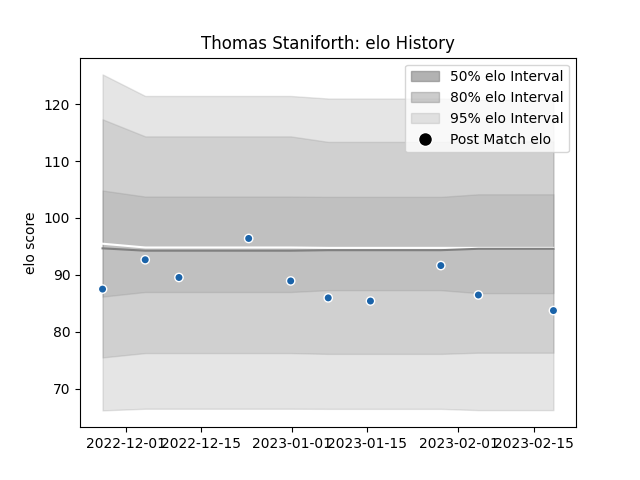 Thomas Staniforth: elo History
50% elo Interval
80% elo Interval
95% elo Interval
Post Match elo
elo score
120
110
100
90
80
70
2022-12-01 2022-12-15 2023-01-01 2023-01-15 2023-02-01 2023-02-15